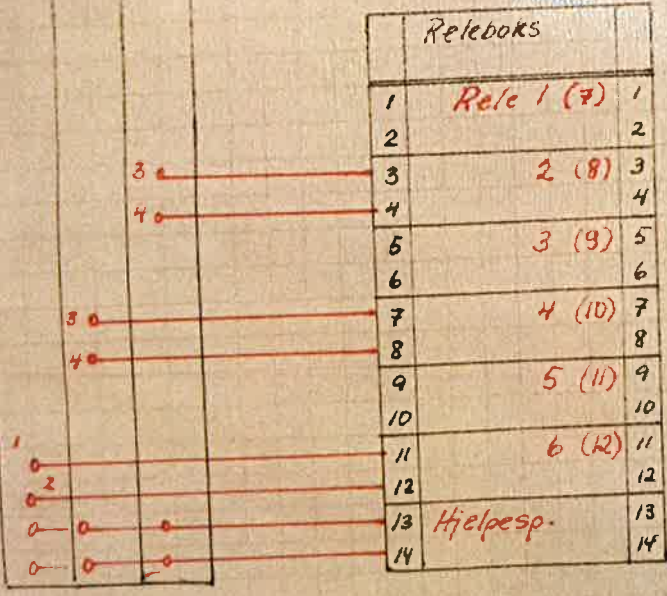 Releboks
1 Rele 1 (7) 1
2 2
3 3 2 (8) 3
4 4 4
5 3 (9) 5
6 6
3 7 4 (10) 7
4 8 8
9 5 (11) 9
10 10
1 11 6 (12) 11
2 12 12
13 Hjelpesp. 13
14 14